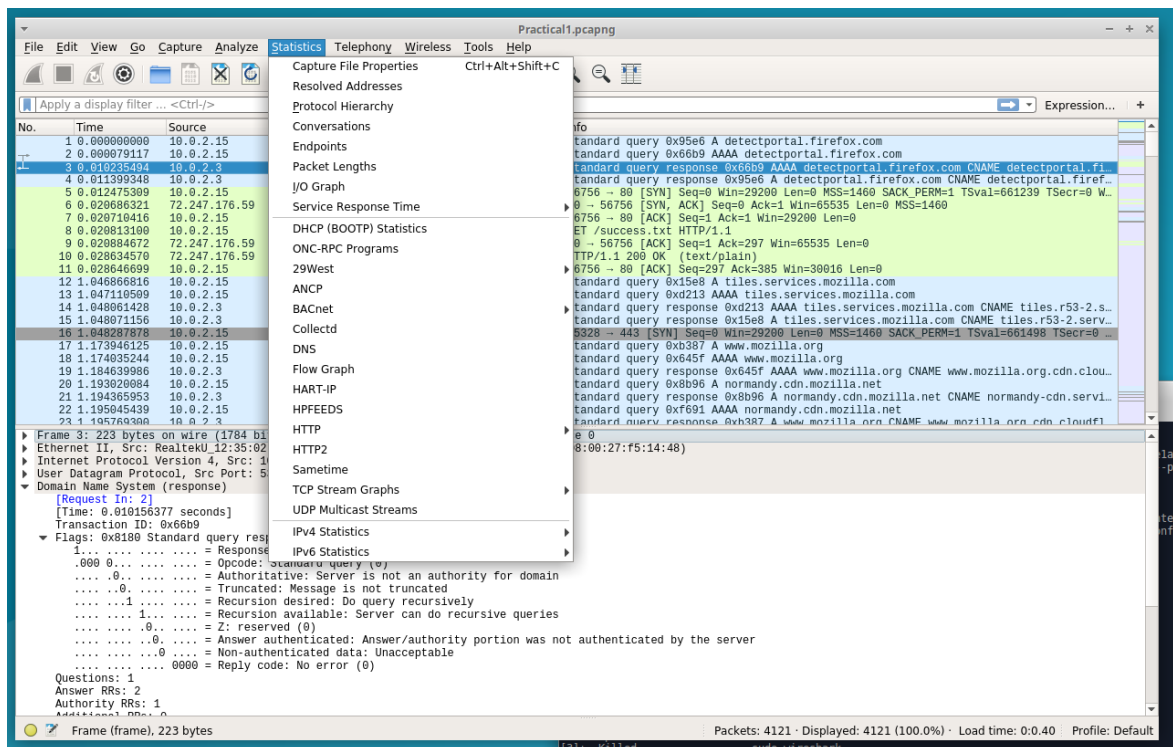 Practical1.pcapng
File Edit View Go Capture Analyze Statistics Telephony Wireless Tools Help
Apply a display filter ... <Ctrl-/>
Expression... +
Capture File Properties Ctrl+Alt+Shift+C
Resolved Addresses
Protocol Hierarchy
Conversations
Endpoints
Packet Lengths
I/O Graph
Service Response Time
DHCP (BOOTP) Statistics
ONC-RPC Programs
29West
ANCP
BACnet
Collectd
DNS
Flow Graph
HART-IP
HPFEEDS
HTTP
HTTP2
Sametime
TCP Stream Graphs
UDP Multicast Streams
IPv4 Statistics
IPv6 Statistics
No. Time Source nfo
1 0.000000000 10.0.2.15 tandard query 0x95e6 A detectportal.firefox.com
2 0.000079117 10.0.2.15 tandard query 0x66b9 AAAA detectportal.firefox.com
3 0.010235494 10.0.2.3 tandard query response 0x66b9 AAAA detectportal.firefox.com CNAME detectportal.fi…
4 0.011399348 10.0.2.3 tandard query response 0x95e6 A detectportal.firefox.com CNAME detectportal.firef…
5 0.012475309 10.0.2.15 6756 → 80 [SYN] Seq=0 Win=29200 Len=0 MSS=1460 SACK_PERM=1 TSval=661239 TSecr=0 W…
6 0.020686321 72.247.176.59 0 → 56756 [SYN, ACK] Seq=0 Ack=1 Win=65535 Len=0 MSS=1460
7 0.020710416 10.0.2.15 6756 → 80 [ACK] Seq=1 Ack=1 Win=29200 Len=0
8 0.020813100 10.0.2.15 ET /success.txt HTTP/1.1
9 0.020884672 72.247.176.59 0 → 56756 [ACK] Seq=1 Ack=297 Win=65535 Len=0
10 0.028634570 72.247.176.59 TTP/1.1 200 OK (text/plain)
11 0.028646699 10.0.2.15 6756 → 80 [ACK] Seq=297 Ack=385 Win=30016 Len=0
12 1.046866816 10.0.2.15 tandard query 0x15e8 A tiles.services.mozilla.com
13 1.047110509 10.0.2.15 tandard query 0xd213 AAAA tiles.services.mozilla.com
14 1.048061428 10.0.2.3 tandard query response 0xd213 AAAA tiles.services.mozilla.com CNAME tiles.r53-2.s…
15 1.048071156 10.0.2.3 tandard query response 0x15e8 A tiles.services.mozilla.com CNAME tiles.r53-2.serv…
16 1.048287878 10.0.2.15 5328 → 443 [SYN] Seq=0 Win=29200 Len=0 MSS=1460 SACK_PERM=1 TSval=661498 TSecr=0 …
17 1.173946125 10.0.2.15 tandard query 0xb387 A www.mozilla.org
18 1.174035244 10.0.2.15 tandard query 0x645f AAAA www.mozilla.org
19 1.184639986 10.0.2.3 tandard query response 0x645f AAAA www.mozilla.org CNAME www.mozilla.org.cdn.clou…
20 1.193020084 10.0.2.15 tandard query 0x8b96 A normandy.cdn.mozilla.net
21 1.194365953 10.0.2.3 tandard query response 0x8b96 A normandy.cdn.mozilla.net CNAME normandy-cdn.servi…
22 1.195045439 10.0.2.15 tandard query 0xf691 AAAA normandy.cdn.mozilla.net
23 1.195769300 10.0.2.3 tandard query response 0xb387 A www.mozilla.org CNAME www.mozilla.org.cdn.cloudfl…
Frame 3: 223 bytes on wire (1784 bi e 0
Ethernet II, Src: RealtekU_12:35:02 8:00:27:f5:14:48)
Internet Protocol Version 4, Src: 1
User Datagram Protocol, Src Port: 5
Domain Name System (response)
[Request In: 2]
[Time: 0.010156377 seconds]
Transaction ID: 0x66b9
Flags: 0x8180 Standard query resp
1... .... .... .... = Response
.000 0... .... .... = Opcode: Standard query (0)
.... .0.. .... .... = Authoritative: Server is not an authority for domain
.... ..0. .... .... = Truncated: Message is not truncated
.... ...1 .... .... = Recursion desired: Do query recursively
.... .... 1... .... = Recursion available: Server can do recursive queries
.... .... .0.. .... = Z: reserved (0)
.... .... ..0. .... = Answer authenticated: Answer/authority portion was not authenticated by the server
.... .... ...0 .... = Non-authenticated data: Unacceptable
.... .... .... 0000 = Reply code: No error (0)
Questions: 1
Answer RRs: 2
Authority RRs: 1
Additional RRs: 0
Frame (frame), 223 bytes
Packets: 4121 · Displayed: 4121 (100.0%) · Load time: 0:0.40 Profile: Default